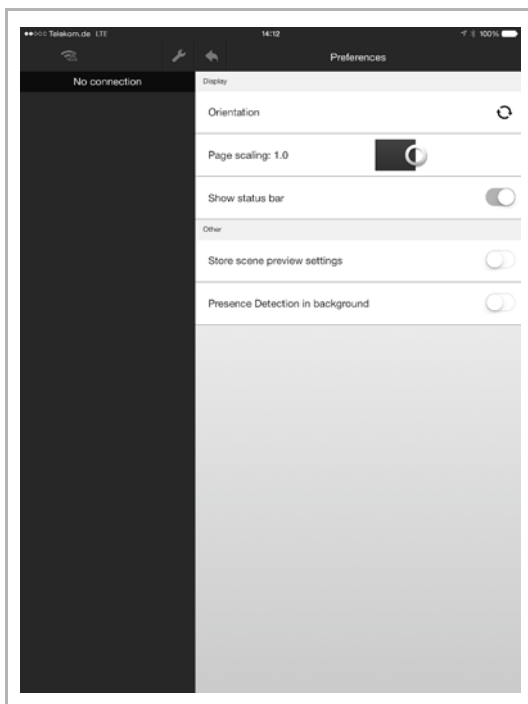 Telekom.de LTE 14:12 100%
Preferences
No connection
Display
Orientation
Page scaling: 1.0
Show status bar
Other
Store scene preview settings
Presence Detection in background